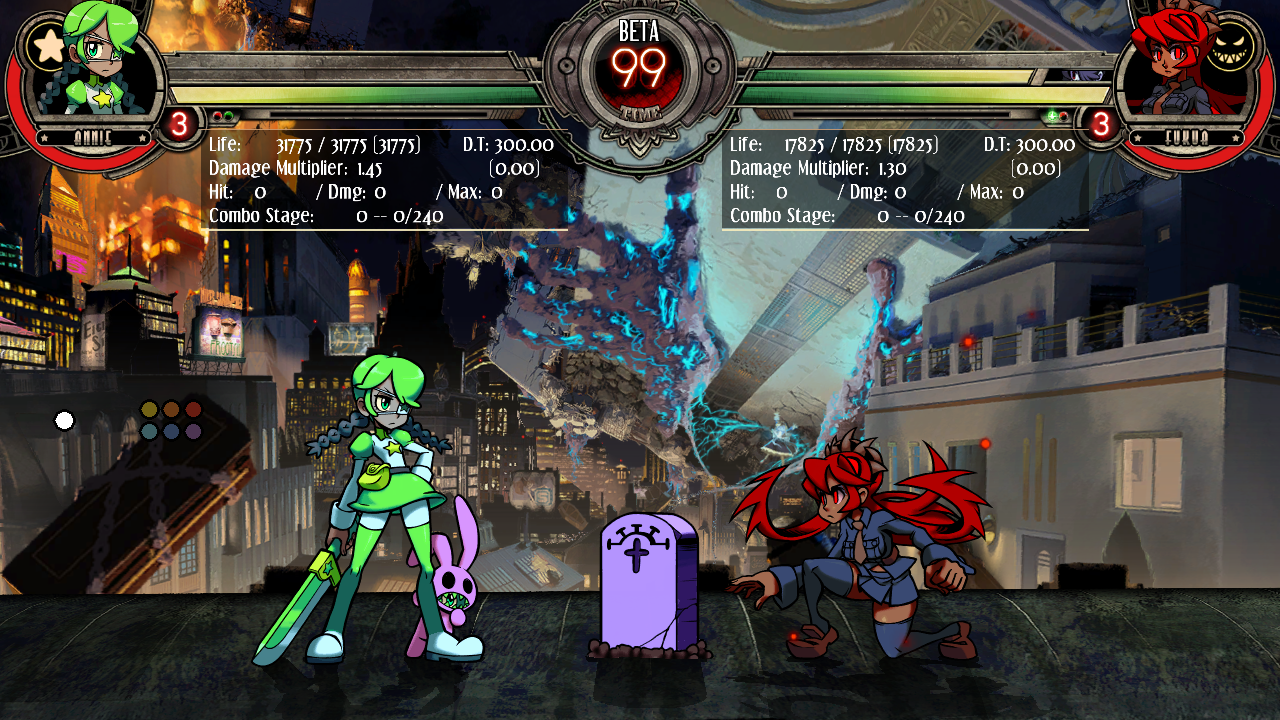 BETA
99
TIME
3
3
ANNIE
FUKUA
Life: 31775 / 31775 (31775) D.T: 300.00
Damage Multiplier: 1.45 (0.00)
Hit: 0 / Dmg: 0 / Max: 0
Combo Stage: 0 -- 0/240
Life: 17825 / 17825 (17825) D.T: 300.00
Damage Multiplier: 1.30 (0.00)
Hit: 0 / Dmg: 0 / Max: 0
Combo Stage: 0 -- 0/240